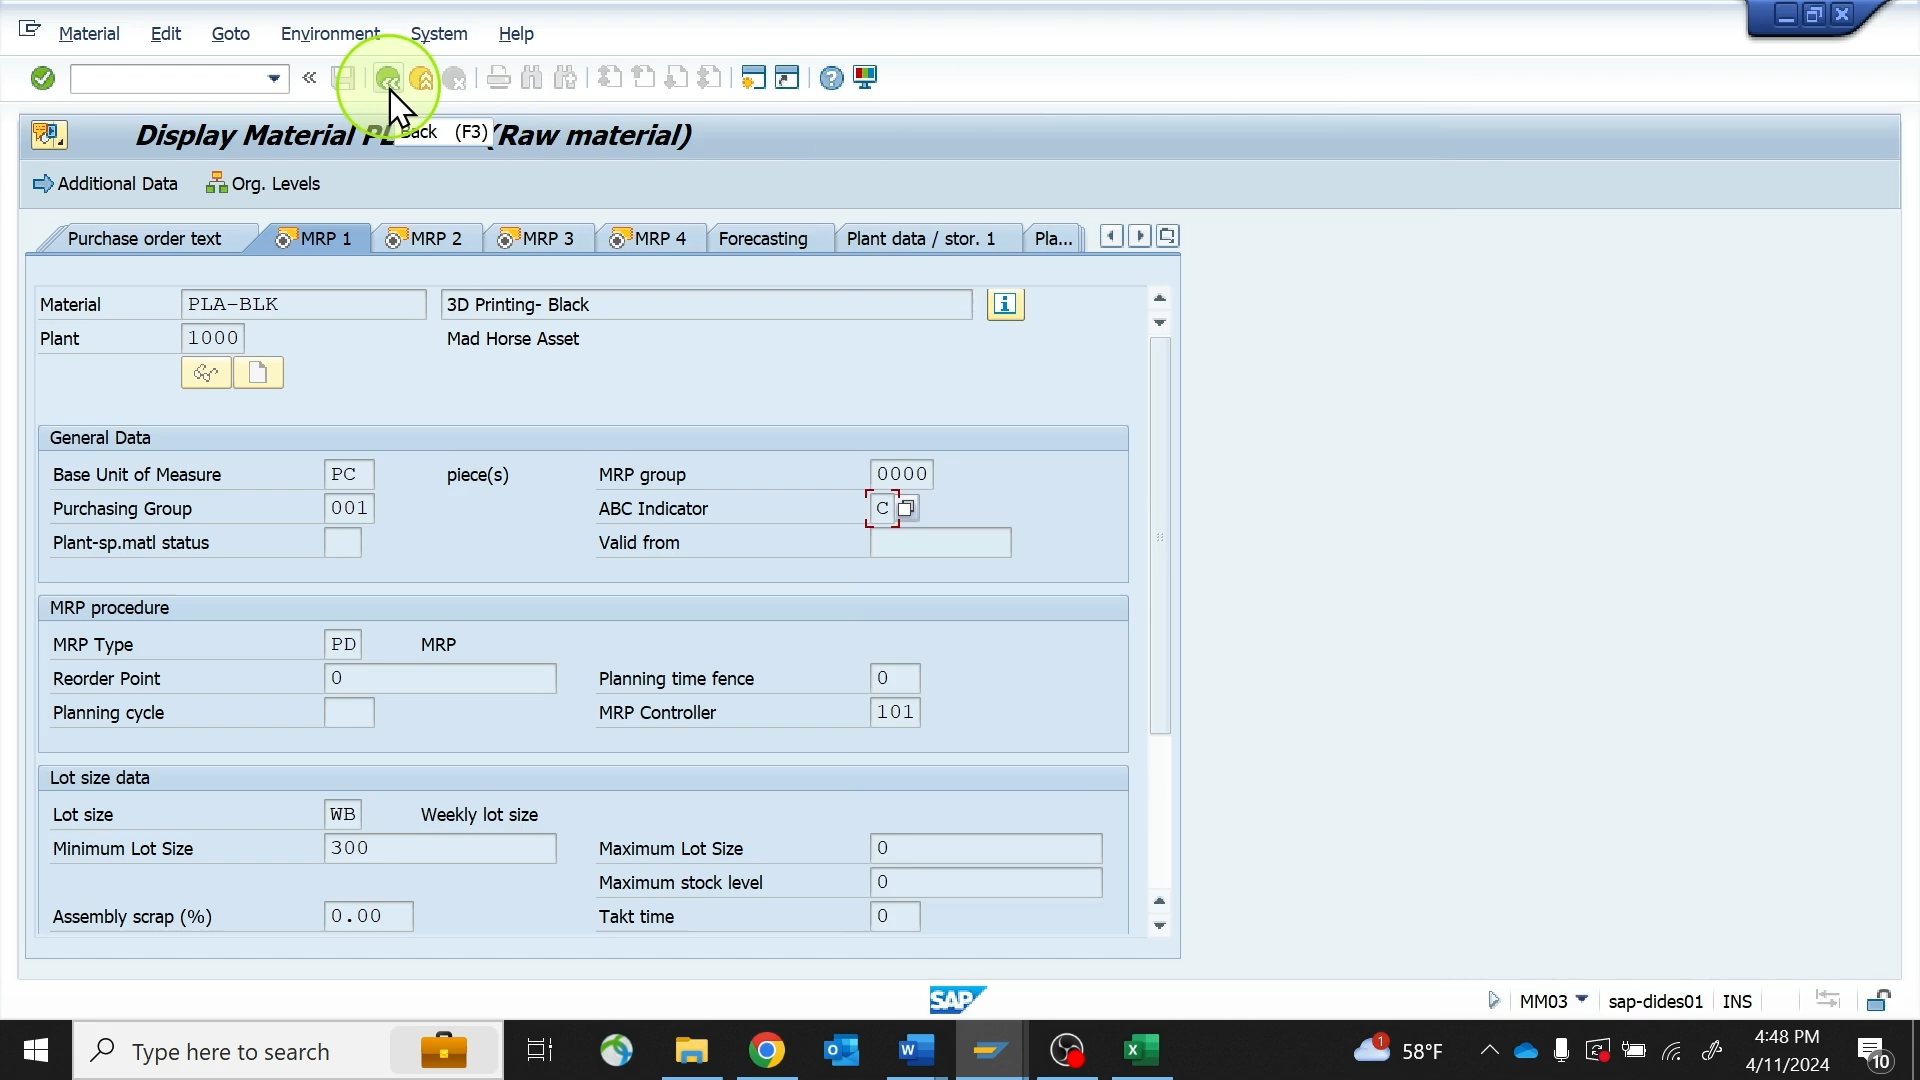 Material Edit Goto Environment System Help
Back (F3)
Display Material PL (Raw material)
Additional Data Org. Levels
Purchase order text MRP 1 MRP 2 MRP 3 MRP 4 Forecasting Plant data / stor. 1 Pla...
Material PLA-BLK 3D Printing- Black
Plant 1000 Mad Horse Asset
General Data
Base Unit of Measure PC piece(s) MRP group 0000
Purchasing Group 001 ABC Indicator C
Plant-sp.matl status Valid from
MRP procedure
MRP Type PD MRP
Reorder Point 0 Planning time fence 0
Planning cycle MRP Controller 101
Lot size data
Lot size WB Weekly lot size
Minimum Lot Size 300 Maximum Lot Size 0
Maximum stock level 0
Assembly scrap (%) 0.00 Takt time 0
SAP MM03 sap-dides01 INS
Type here to search 1 58°F 4:48 PM
4/11/2024 10